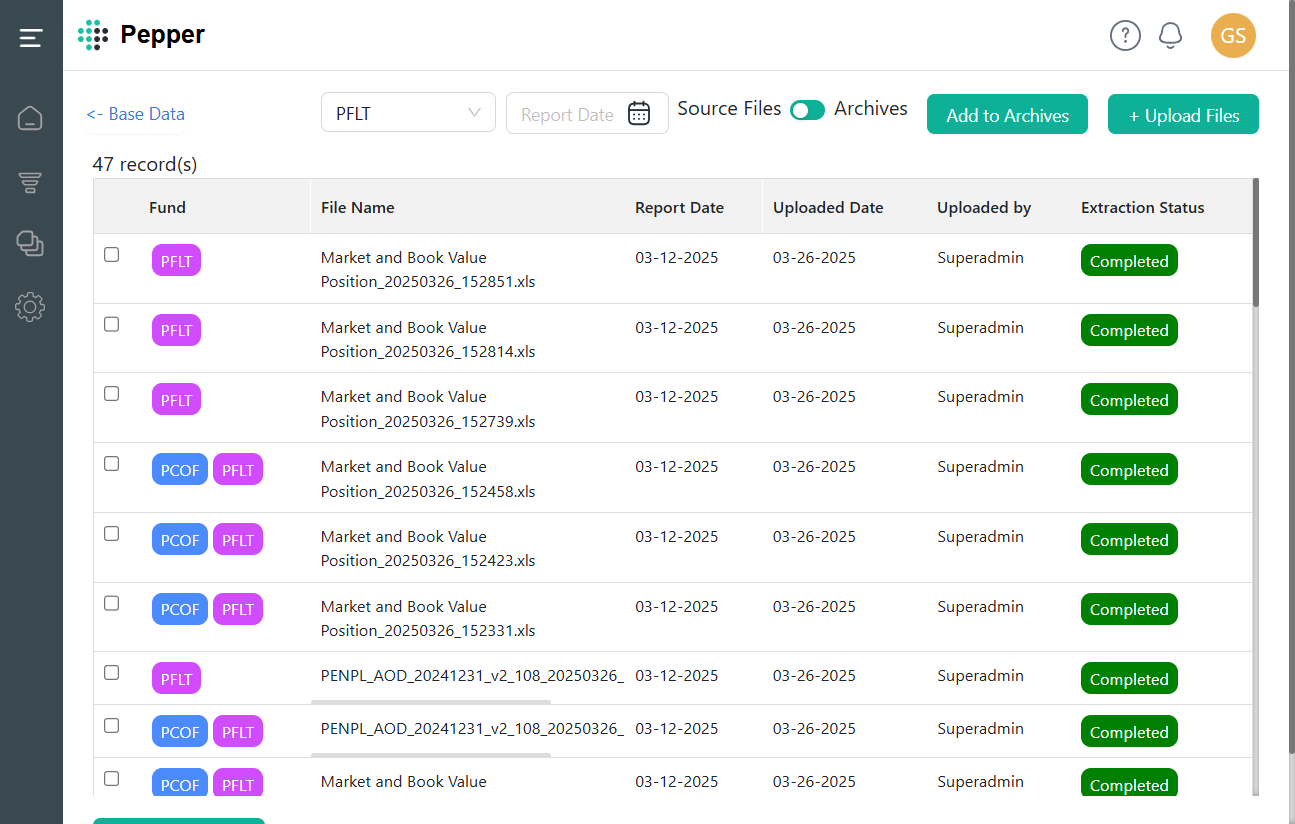 Pepper
?
GS
<- Base Data
PFLT
Report Date
Source Files
Archives
Add to Archives
+ Upload Files
47 record(s)
Fund File Name Report Date Uploaded Date Uploaded by Extraction Status
PFLT Market and Book Value 03-12-2025 03-26-2025 Superadmin Completed
Position_20250326_152851.xls
PFLT Market and Book Value 03-12-2025 03-26-2025 Superadmin Completed
Position_20250326_152814.xls
PFLT Market and Book Value 03-12-2025 03-26-2025 Superadmin Completed
Position_20250326_152739.xls
PCOF PFLT Market and Book Value 03-12-2025 03-26-2025 Superadmin Completed
Position_20250326_152458.xls
PCOF PFLT Market and Book Value 03-12-2025 03-26-2025 Superadmin Completed
Position_20250326_152423.xls
PCOF PFLT Market and Book Value 03-12-2025 03-26-2025 Superadmin Completed
Position_20250326_152331.xls
PFLT PENPL_AOD_20241231_v2_108_20250326_ 03-12-2025 03-26-2025 Superadmin Completed
PCOF PFLT PENPL_AOD_20241231_v2_108_20250326_ 03-12-2025 03-26-2025 Superadmin Completed
PCOF PFLT Market and Book Value 03-12-2025 03-26-2025 Superadmin Completed